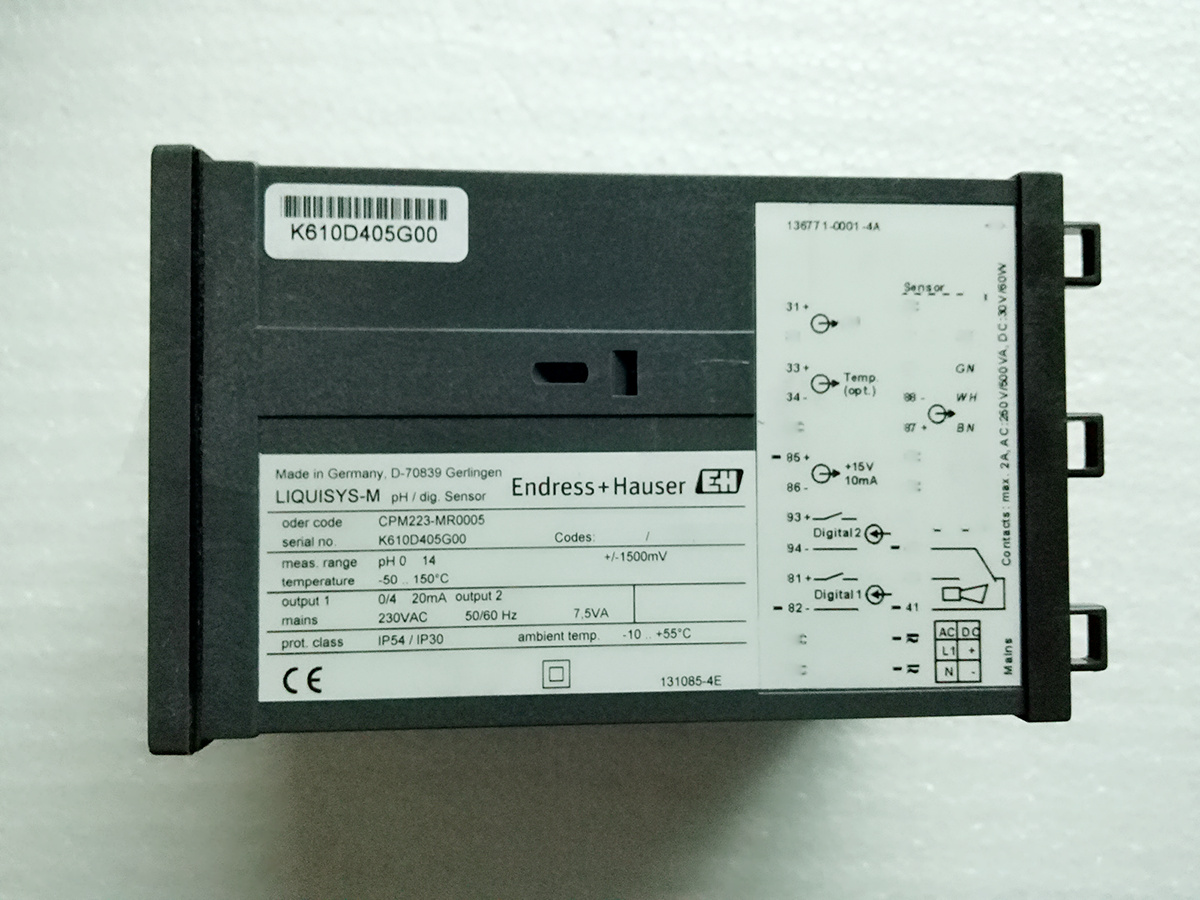 K610D405G00
Made in Germany, D-70839 Gerlingen
LIQUISYS-M pH / dig. Sensor
Endress+Hauser EH
oder code CPM223-MR0005
serial no. K610D405G00 Codes: /
meas. range pH 0 14 +/-1500mV
temperature -50 .. 150°C
output 1 0/4 20mA output 2
mains 230VAC 50/60 Hz 7,5VA
prot. class IP54 / IP30 ambient temp. -10 .. +55°C
CE 131085-4E
136771-0001-4A
Sensor
31 +
33 + GN
Temp.
(opt.)
34 - 88 - WH
87 + BN
85 + +15V
86 - 10mA
93 +
Digital 2
94 -
81 +
Digital 1
82 - 41
AC DC
L1 +
N -
Mains
Contacts: max. 2A, AC:250V/500VA, DC:30V/60W